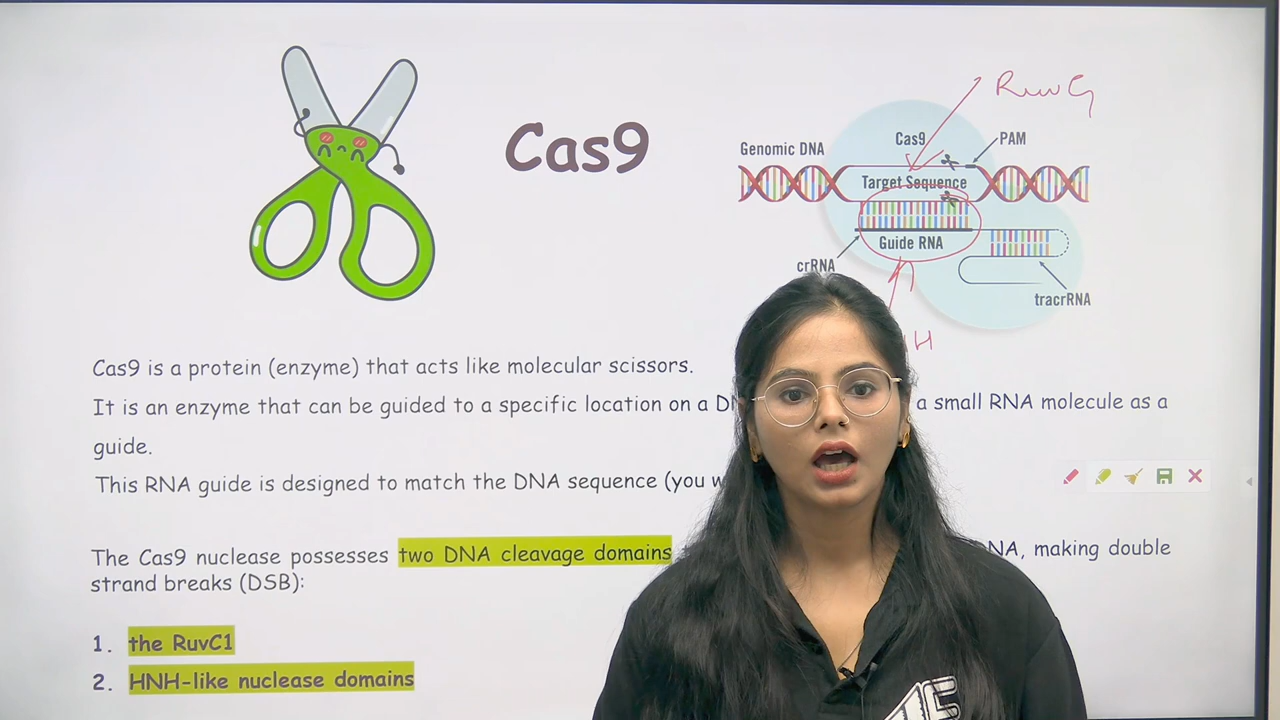 Cas9
RuvC
Cas9
PAM
Genomic DNA
Target Sequence
Guide RNA
crRNA
tracrRNA
H
Cas9 is a protein (enzyme) that acts like molecular scissors.
It is an enzyme that can be guided to a specific location on a a small RNA molecule as a
guide.
This RNA guide is designed to match the DNA sequence (you
The Cas9 nuclease possesses two DNA cleavage domains making double
strand breaks (DSB):
1. the RuvC1
2. HNH-like nuclease domains